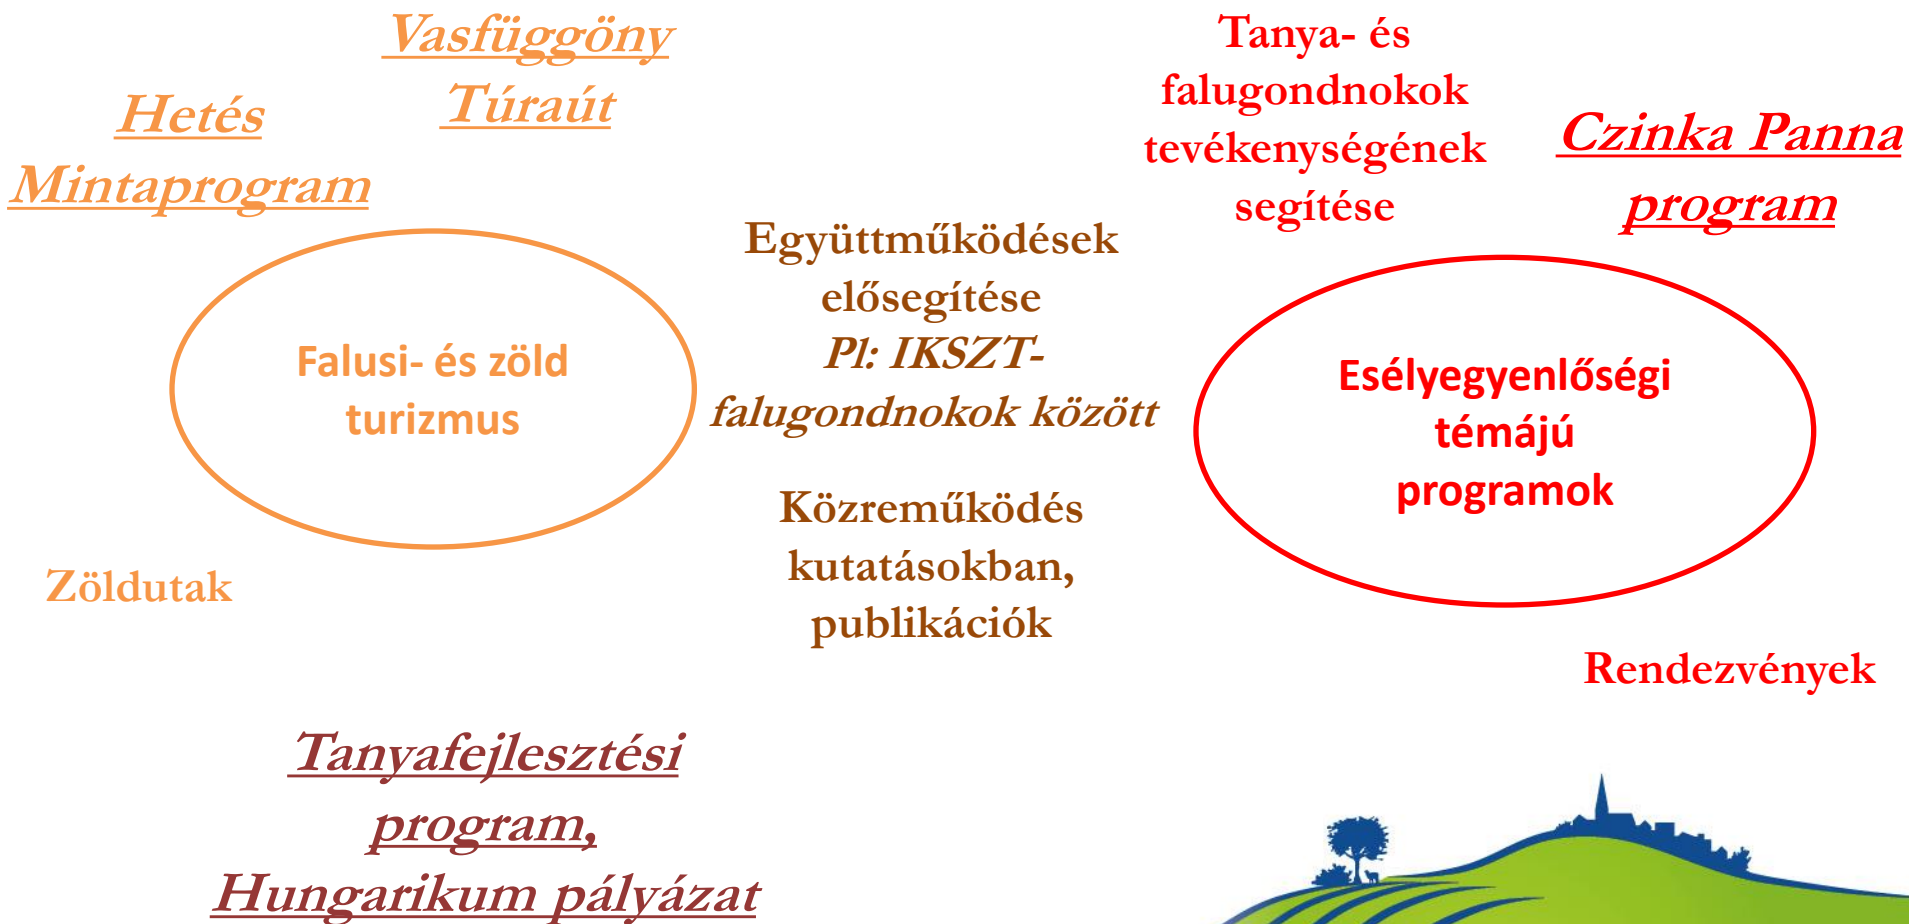 Vasfüggöny
Túraút
Hetés
Mintaprogram
Falusi- és zöld
turizmus
Zöldutak
Együttműködések
elősegítése
Pl: IKSZT-
falugondnokok között
Közreműködés
kutatásokban,
publikációk
Tanya- és
falugondnokok
tevékenységének
segítése
Czinka Panna
program
Esélyegyenlőségi
témájú
programok
Rendezvények
Tanyafejlesztési
program,
Hungarikum pályázat